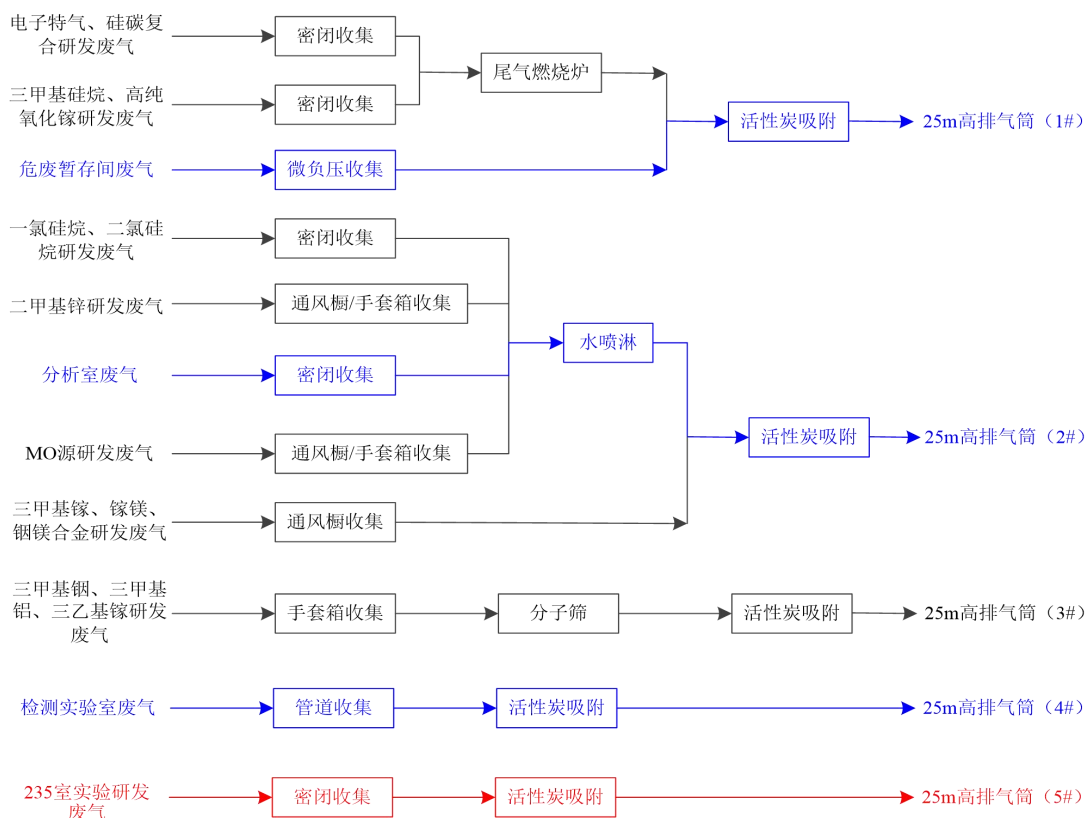 电子特气、硅碳复
合研发废气
密闭收集
尾气燃烧炉
三甲基硅烷、高纯
氧化镓研发废气
密闭收集
活性炭吸附
25m高排气筒（1#）
危废暂存间废气
微负压收集
一氯硅烷、二氯硅
烷研发废气
密闭收集
二甲基锌研发废气
通风橱/手套箱收集
水喷淋
分析室废气
密闭收集
活性炭吸附
25m高排气筒（2#）
MO源研发废气
通风橱/手套箱收集
三甲基镓、镓镁、
铟镁合金研发废气
通风橱收集
三甲基铟、三甲基
铝、三乙基镓研发
废气
手套箱收集
分子筛
活性炭吸附
25m高排气筒（3#）
检测实验室废气
管道收集
活性炭吸附
25m高排气筒（4#）
235室实验研发
废气
密闭收集
活性炭吸附
25m高排气筒（5#）